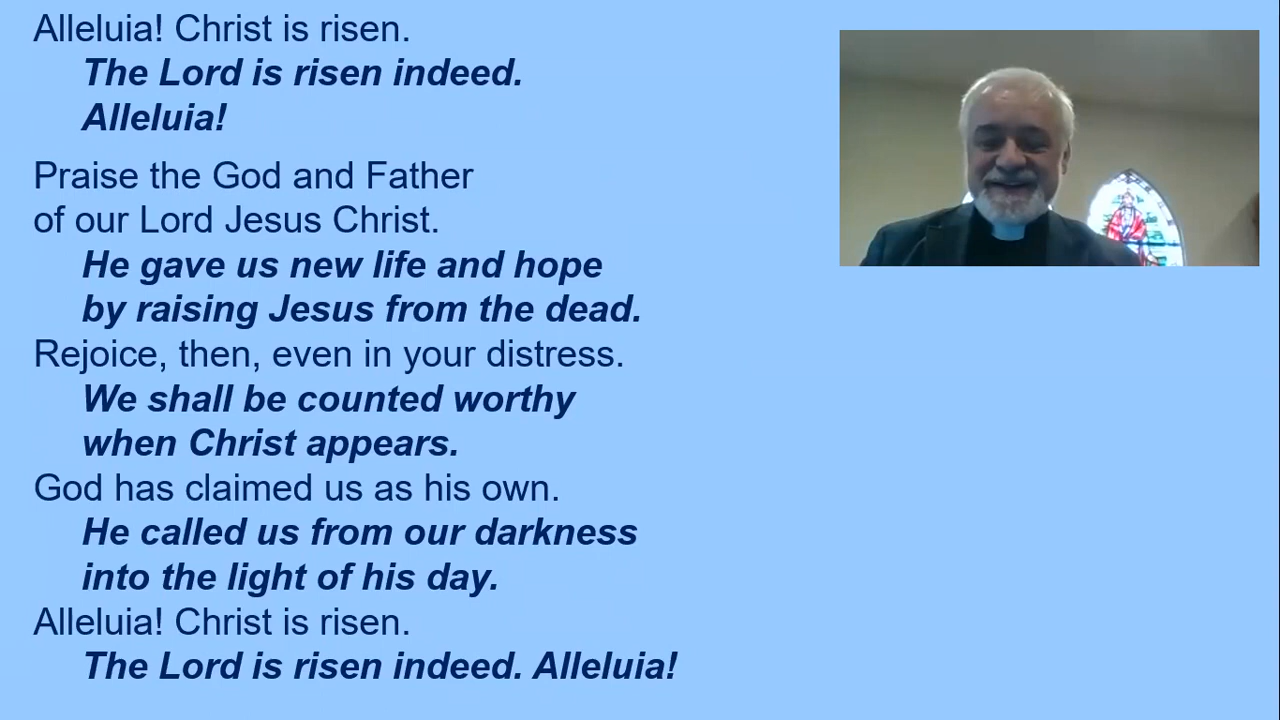 Alleluia! Christ is risen.
The Lord is risen indeed.
Alleluia!
Praise the God and Father
of our Lord Jesus Christ.
He gave us new life and hope
by raising Jesus from the dead.
Rejoice, then, even in your distress.
We shall be counted worthy
when Christ appears.
God has claimed us as his own.
He called us from our darkness
into the light of his day.
Alleluia! Christ is risen.
The Lord is risen indeed. Alleluia!